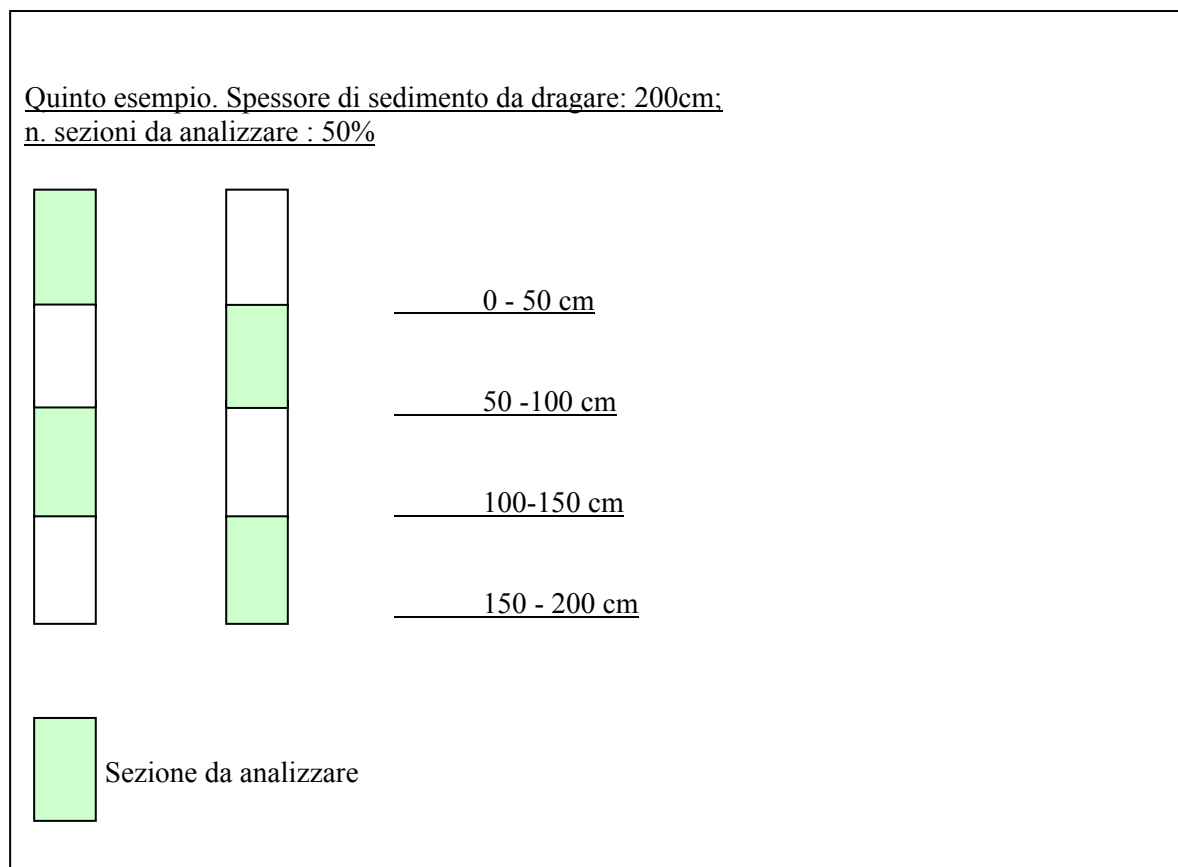 Quinto esempio. Spessore di sedimento da dragare: 200cm;
n. sezioni da analizzare : 50%
0 - 50 cm
50 -100 cm
100-150 cm
150 - 200 cm
Sezione da analizzare